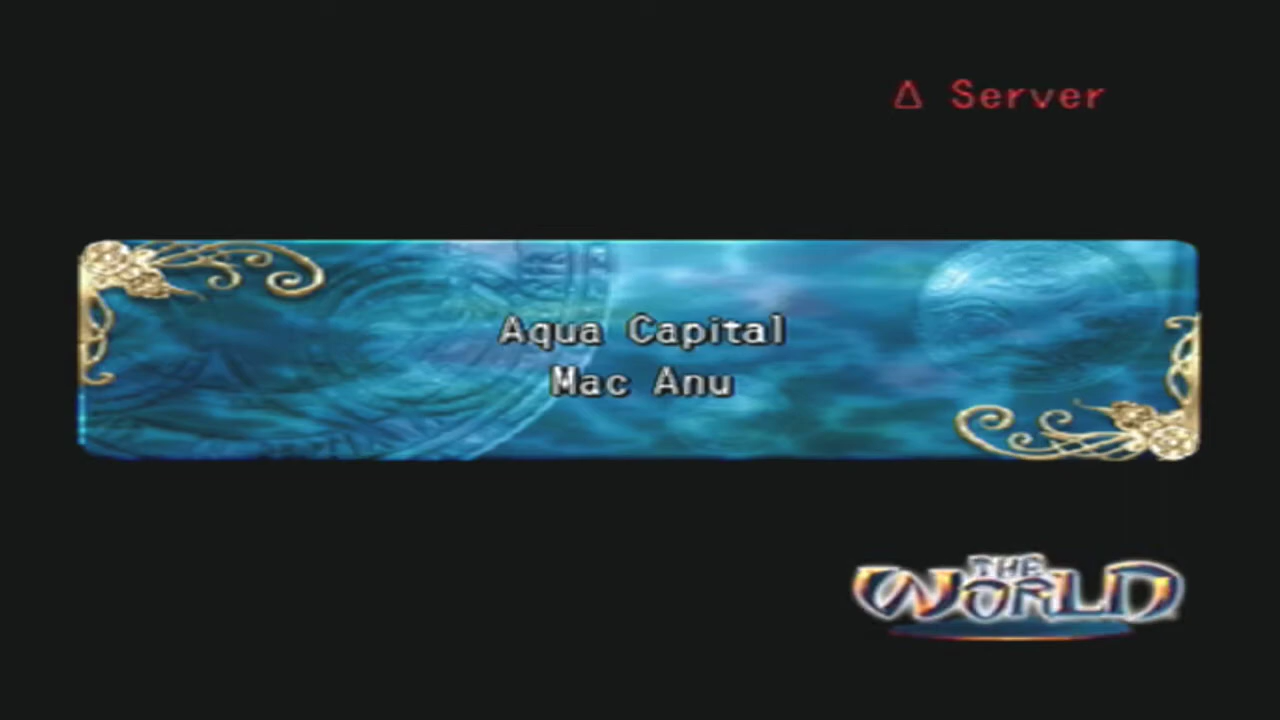 Δ Server
Aqua Capital
Mac Anu
THE
WORLD